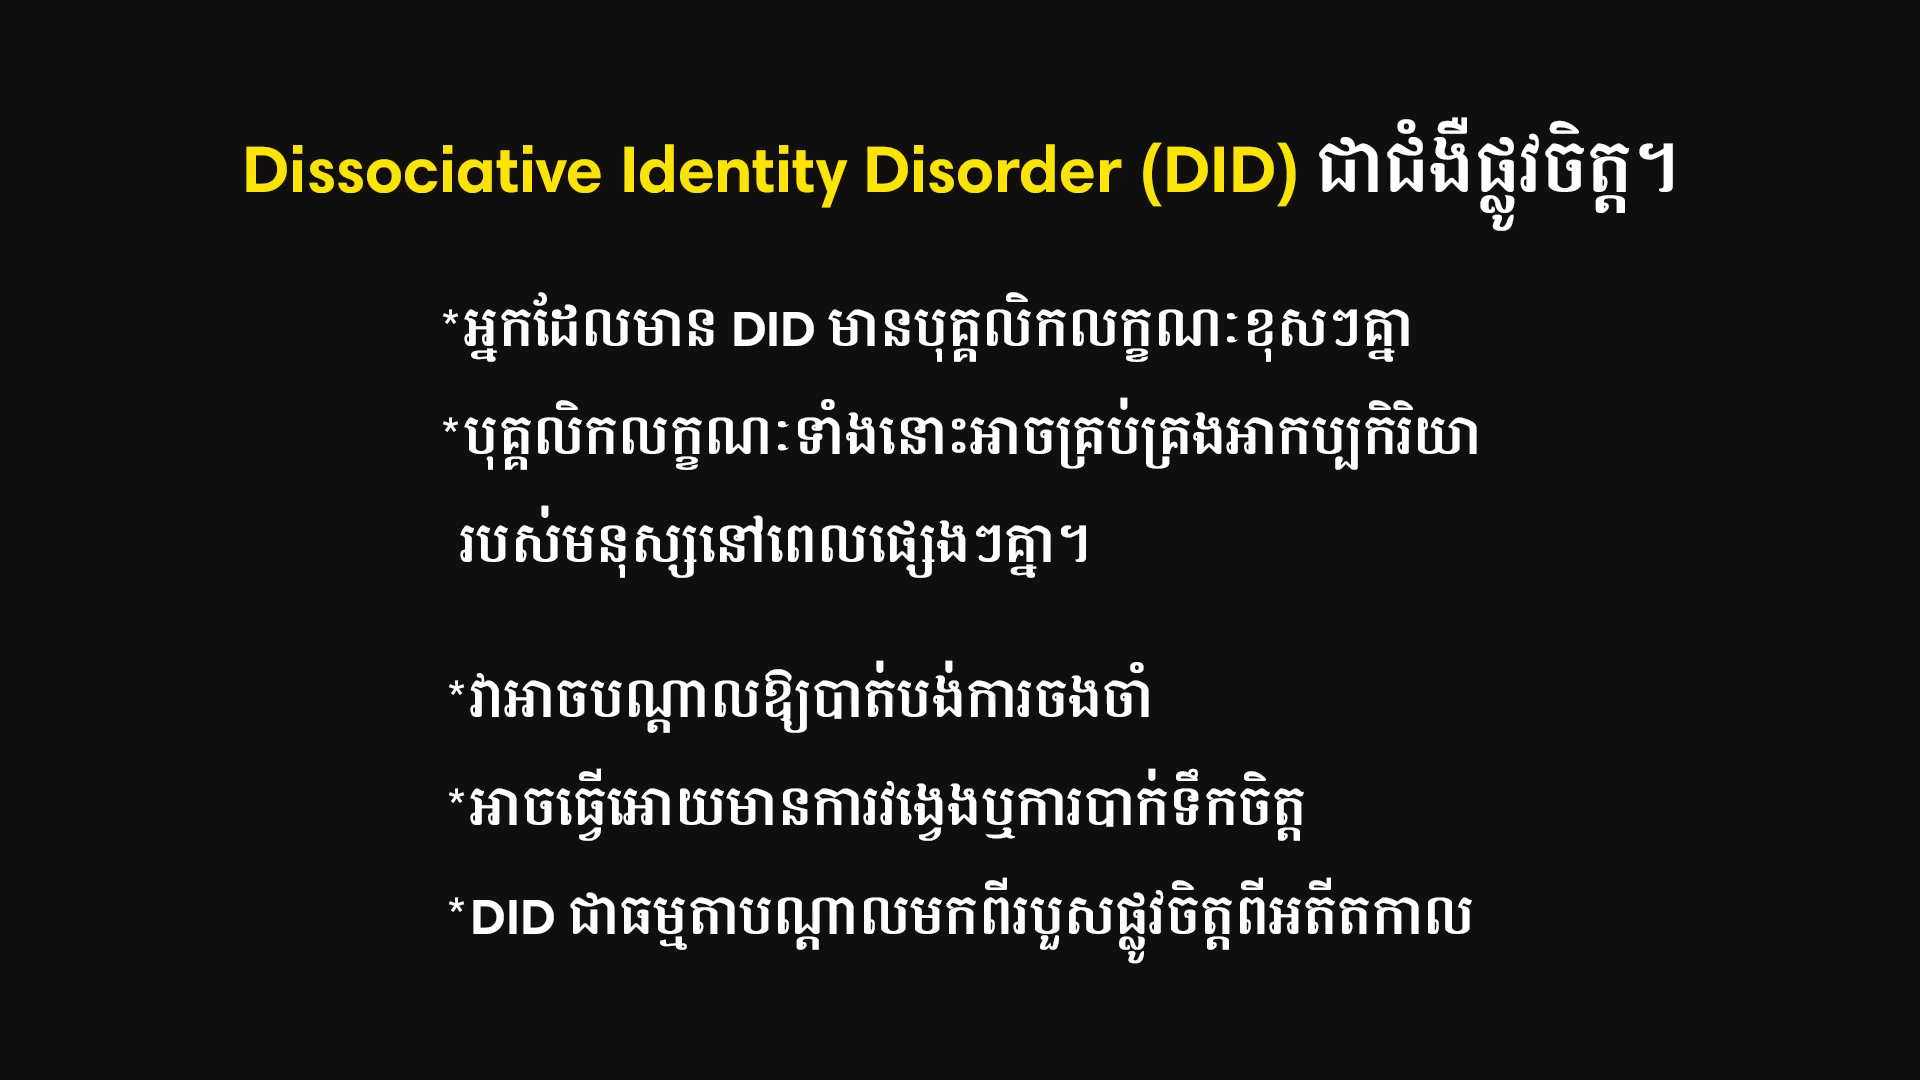 Dissociative Identity Disorder (DID) ជាជំងឺផ្លូវចិត្ត។
*អ្នកដែលមាន DID មានបុគ្គលិកលក្ខណៈខុសៗគ្នា
*បុគ្គលិកលក្ខណៈទាំងនោះអាចគ្រប់គ្រងអាកប្បកិរិយា
របស់មនុស្សនៅពេលផ្សេងៗគ្នា។
*វាអាចបណ្តាលឱ្យបាត់បង់ការចងចាំ
*អាចធ្វើអោយមានការវង្វេងឬការបាក់ទឹកចិត្ត
*DID ជាធម្មតាបណ្តាលមកពីរបួសផ្លូវចិត្តពីអតីតកាល